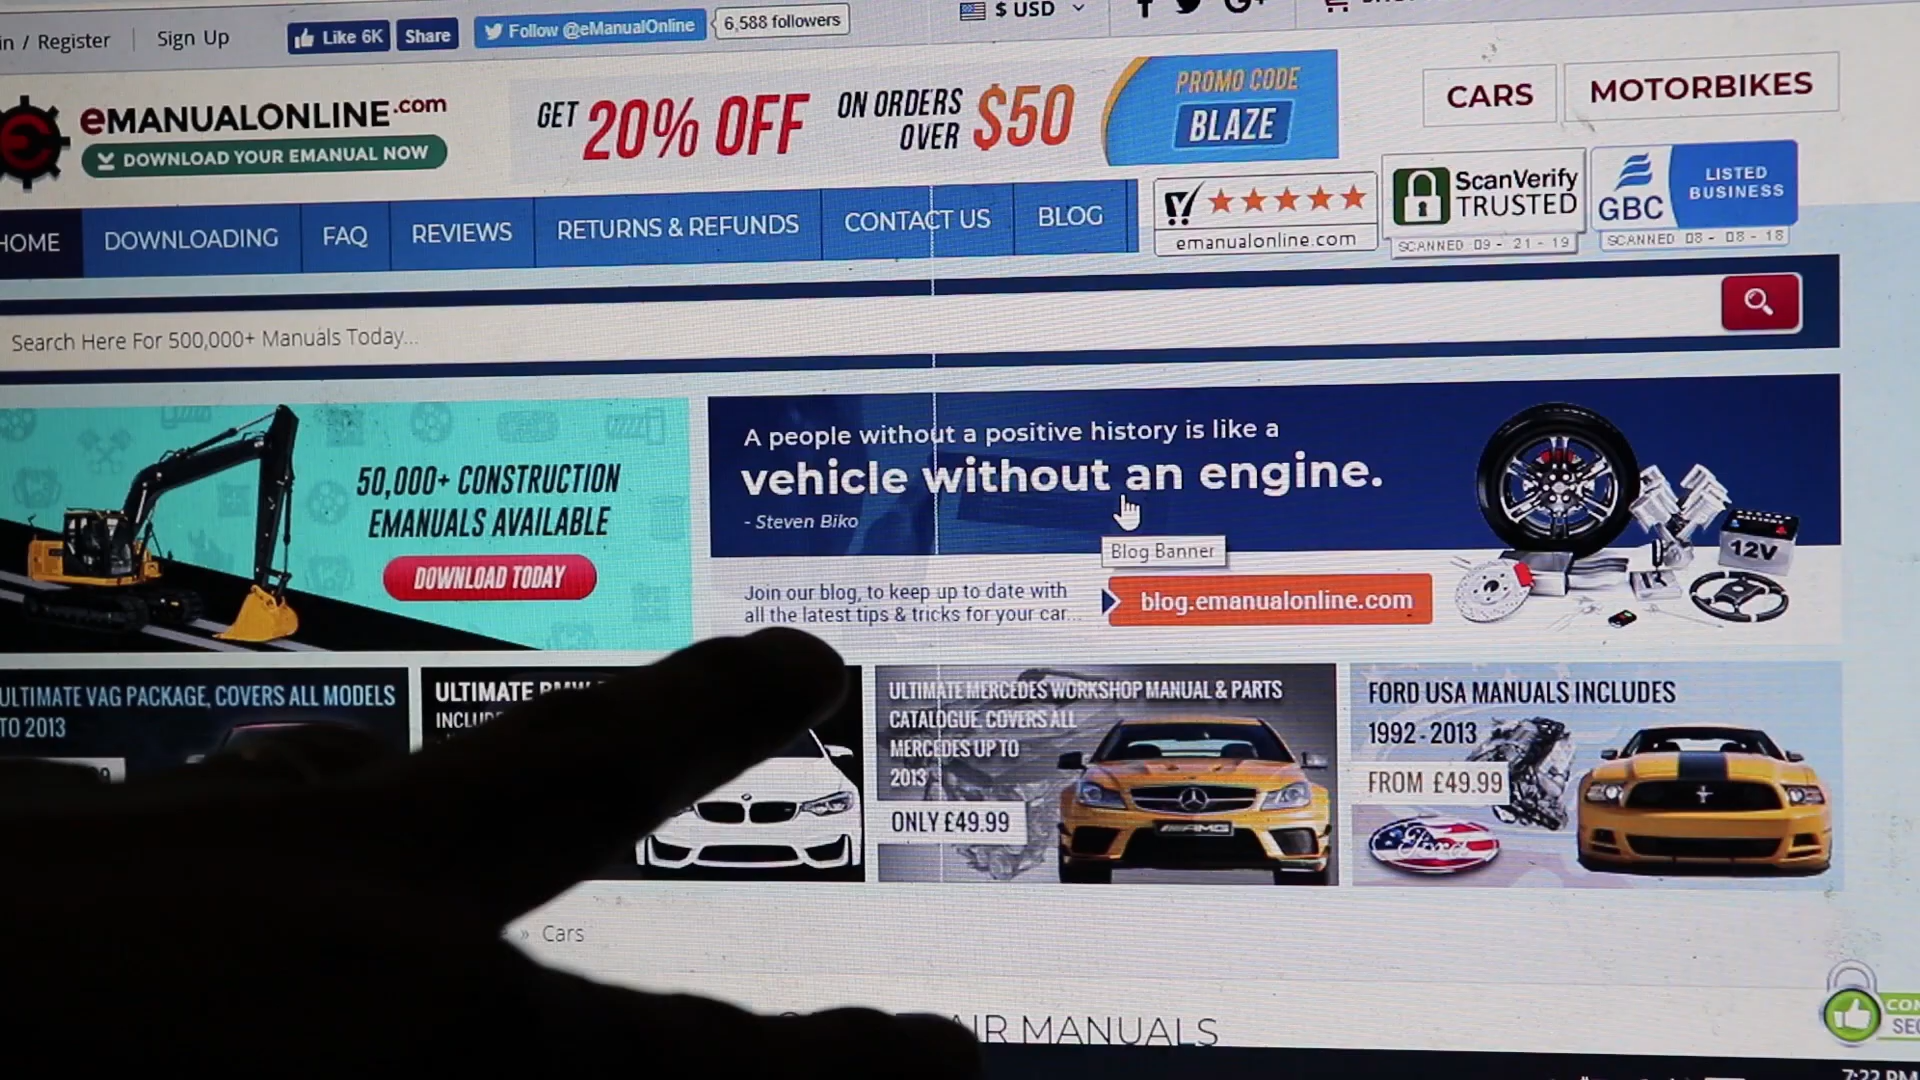 / Register
Sign Up
Like 6K
Share
Follow @eManualOnline
6,588 followers
$ USD
eMANUALONLINE.com
DOWNLOAD YOUR EMANUAL NOW
GET 20% OFF ON ORDERS OVER $50
PROMO CODE
BLAZE
CARS
MOTORBIKES
HOME
DOWNLOADING
FAQ
REVIEWS
RETURNS & REFUNDS
CONTACT US
BLOG
emanualonline.com
ScanVerify
TRUSTED
SCANNED 09 - 21 - 19
GBC
LISTED
BUSINESS
SCANNED 08 - 08 - 18
Search Here For 500,000+ Manuals Today...
50,000+ CONSTRUCTION
EMANUALS AVAILABLE
DOWNLOAD TODAY
A people without a positive history is like a
vehicle without an engine.
- Steven Biko
Blog Banner
Join our blog, to keep up to date with
all the latest tips & tricks for your car...
blog.emanualonline.com
12V
ULTIMATE VAG PACKAGE, COVERS ALL MODELS
TO 2013
ULTIMATE BMW
ULTIMATE MERCEDES WORKSHOP MANUAL & PARTS
CATALOGUE, COVERS ALL
MERCEDES UP TO
2013
ONLY £49.99
AMG
FORD USA MANUALS INCLUDES
1992 - 2013
FROM £49.99
Ford
» Cars
MANUALS
7:22 PM